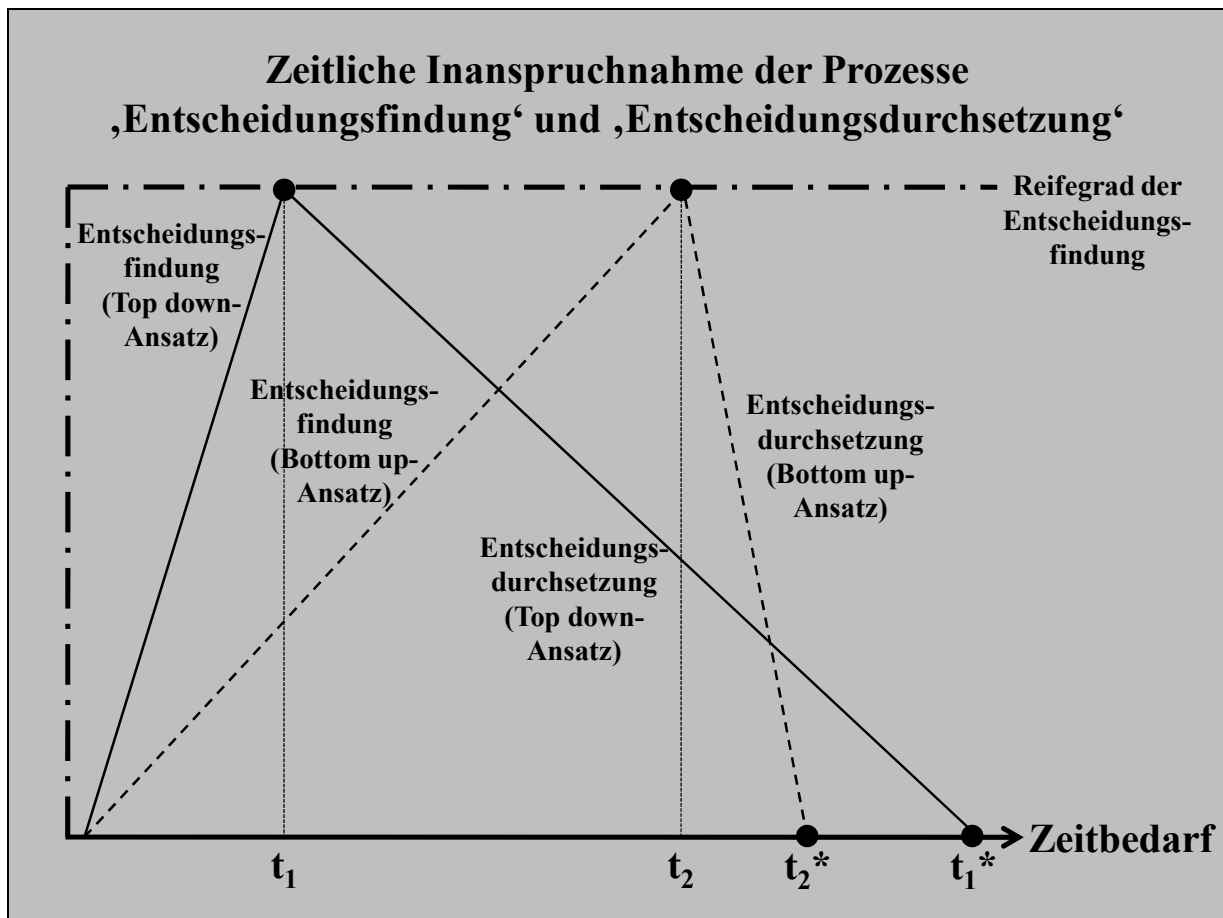 Zeitliche Inanspruchnahme der Prozesse
‚Entscheidungsfindung‘ und ‚Entscheidungsdurchsetzung‘
Reifegrad der
Entscheidungs-
findung
Entscheidungs-
findung
(Top down-
Ansatz)
Entscheidungs-
findung
(Bottom up-
Ansatz)
Entscheidungs-
durchsetzung
(Bottom up-
Ansatz)
Entscheidungs-
durchsetzung
(Top down-
Ansatz)
Zeitbedarf
t₁
t₂
t₂*
t₁*